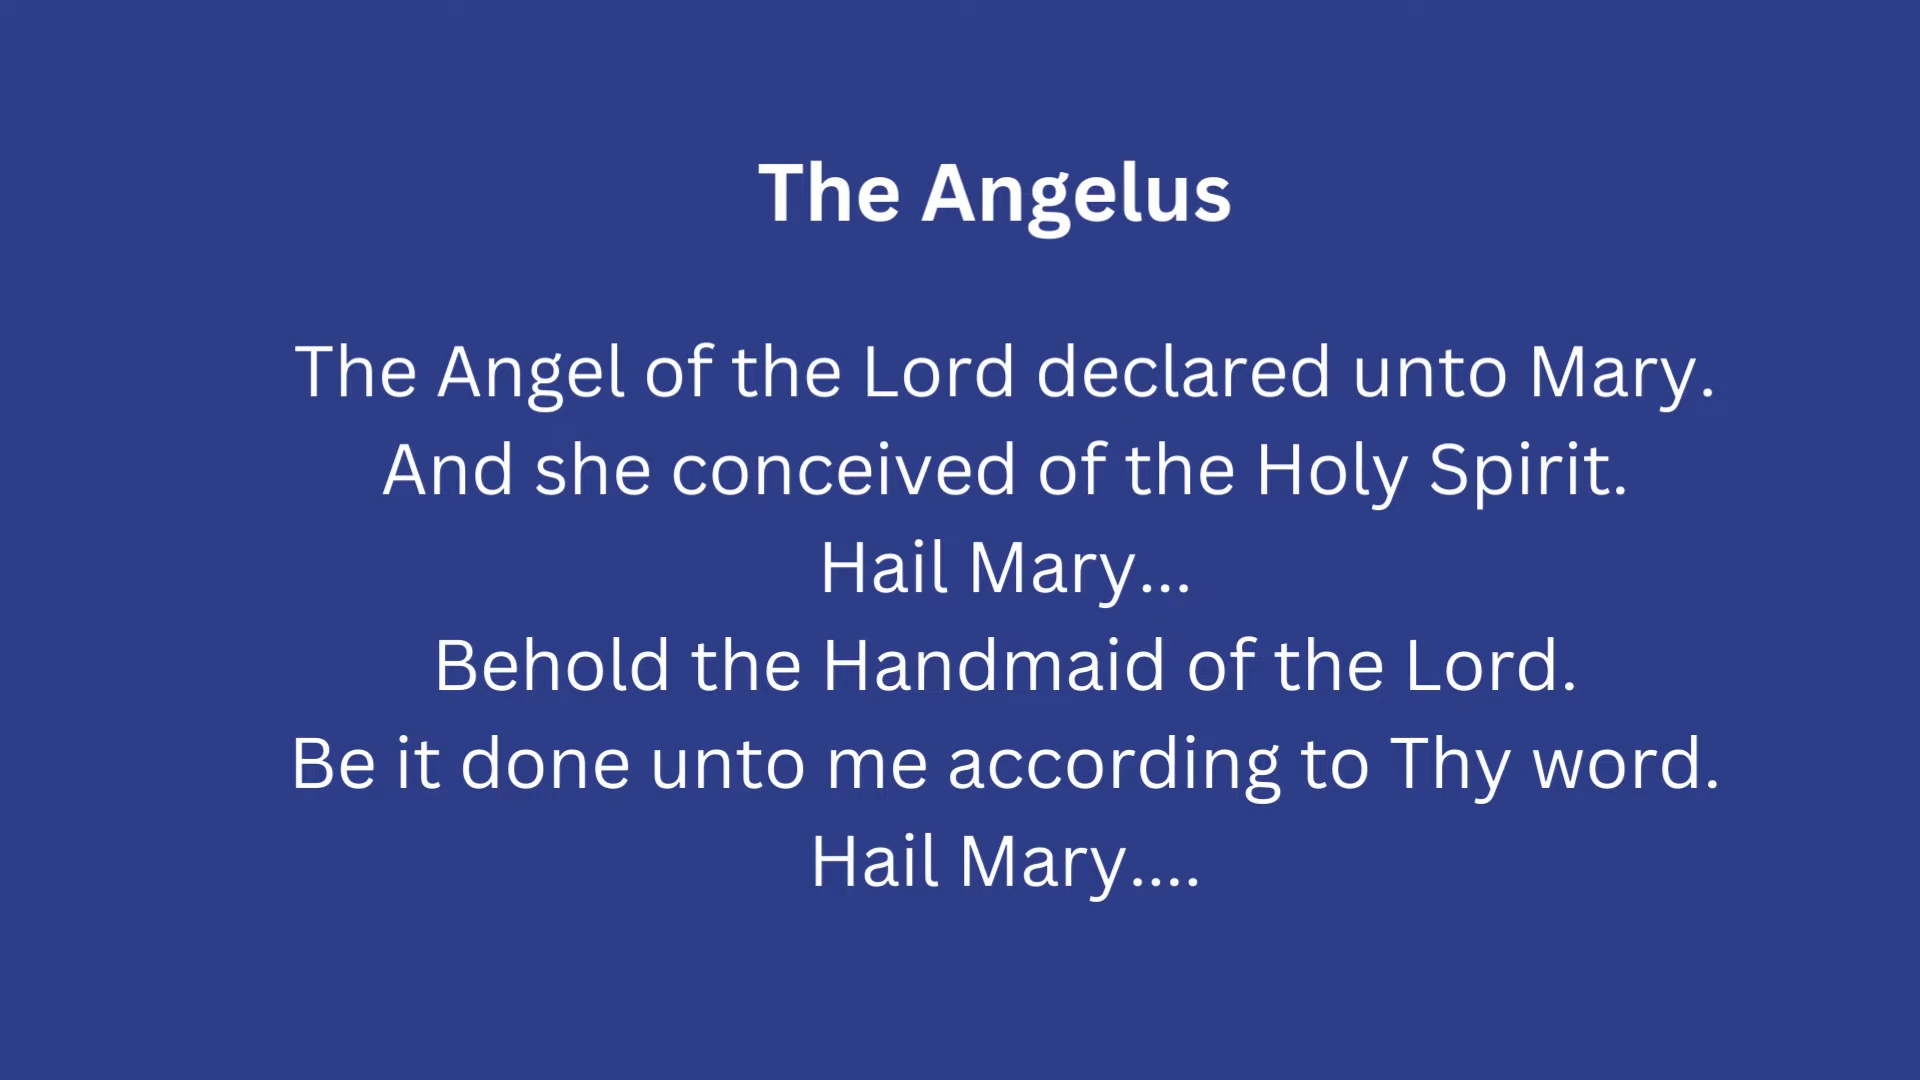 The Angelus
The Angel of the Lord declared unto Mary.
And she conceived of the Holy Spirit.
Hail Mary...
Behold the Handmaid of the Lord.
Be it done unto me according to Thy word.
Hail Mary....